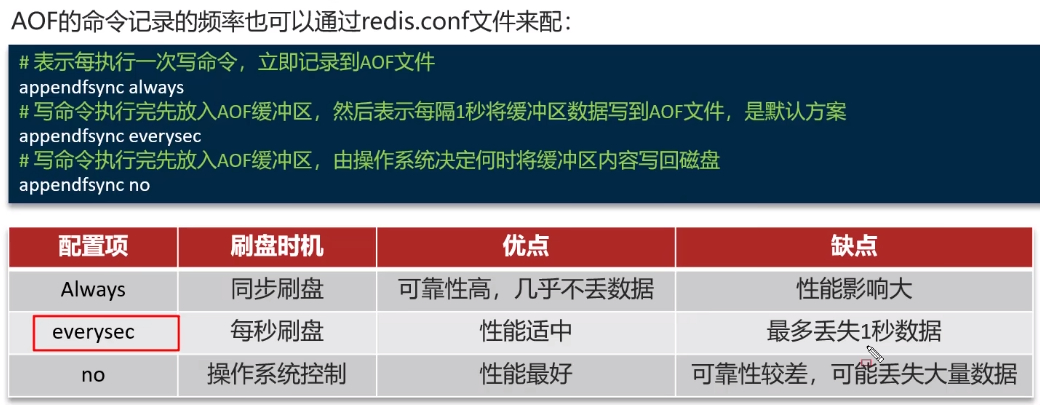 AOF的命令记录的频率也可以通过redis.conf文件来配：
# 表示每执行一次写命令，立即记录到AOF文件
appendfsync always
# 写命令执行完先放入AOF缓冲区，然后表示每隔1秒将缓冲区数据写到AOF文件，是默认方案
appendfsync everysec
# 写命令执行完先放入AOF缓冲区，由操作系统决定何时将缓冲区内容写回磁盘
appendfsync no
配置项 刷盘时机 优点 缺点
Always 同步刷盘 可靠性高，几乎不丢数据 性能影响大
everysec 每秒刷盘 性能适中 最多丢失1秒数据
no 操作系统控制 性能最好 可靠性较差，可能丢失大量数据